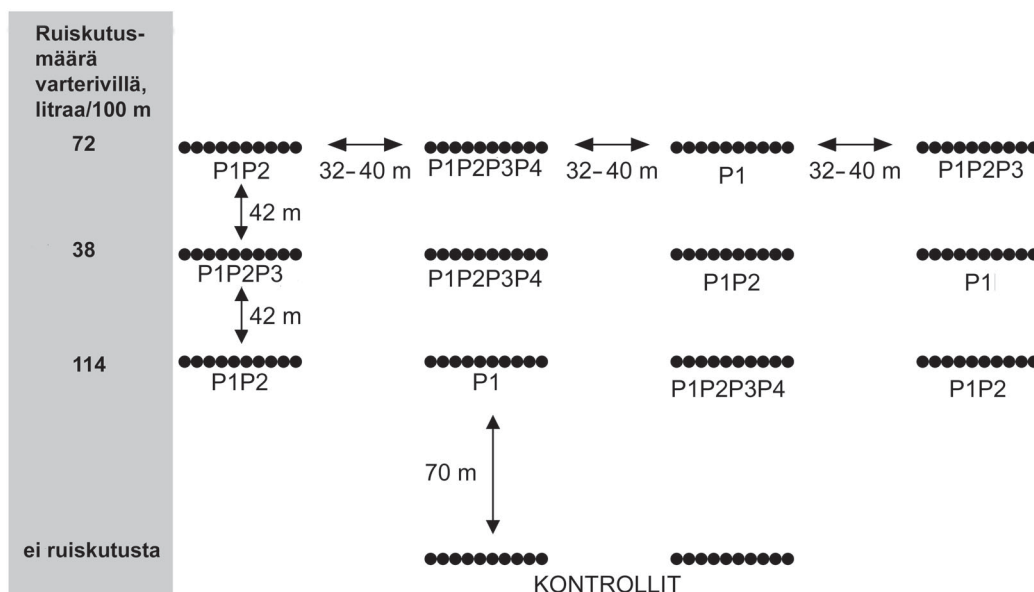 Ruiskutus-
määrä
varterivillä,
litraa/100 m
72
P1P2
32–40 m
P1P2P3P4
32–40 m
P1
32–40 m
P1P2P3
42 m
38
P1P2P3
P1P2P3P4
P1P2
P1
42 m
114
P1P2
P1
P1P2P3P4
P1P2
70 m
ei ruiskutusta
KONTROLLIT